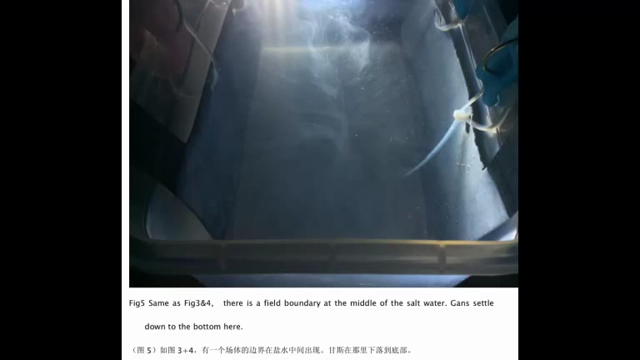 Fig5 Same as Fig3&4, there is a field boundary at the middle of the salt water. Gans settle
down to the bottom here.
（图 5）如图 3+4，有一个场体的边界在盐水中间出现。甘斯在那里下落到底部。